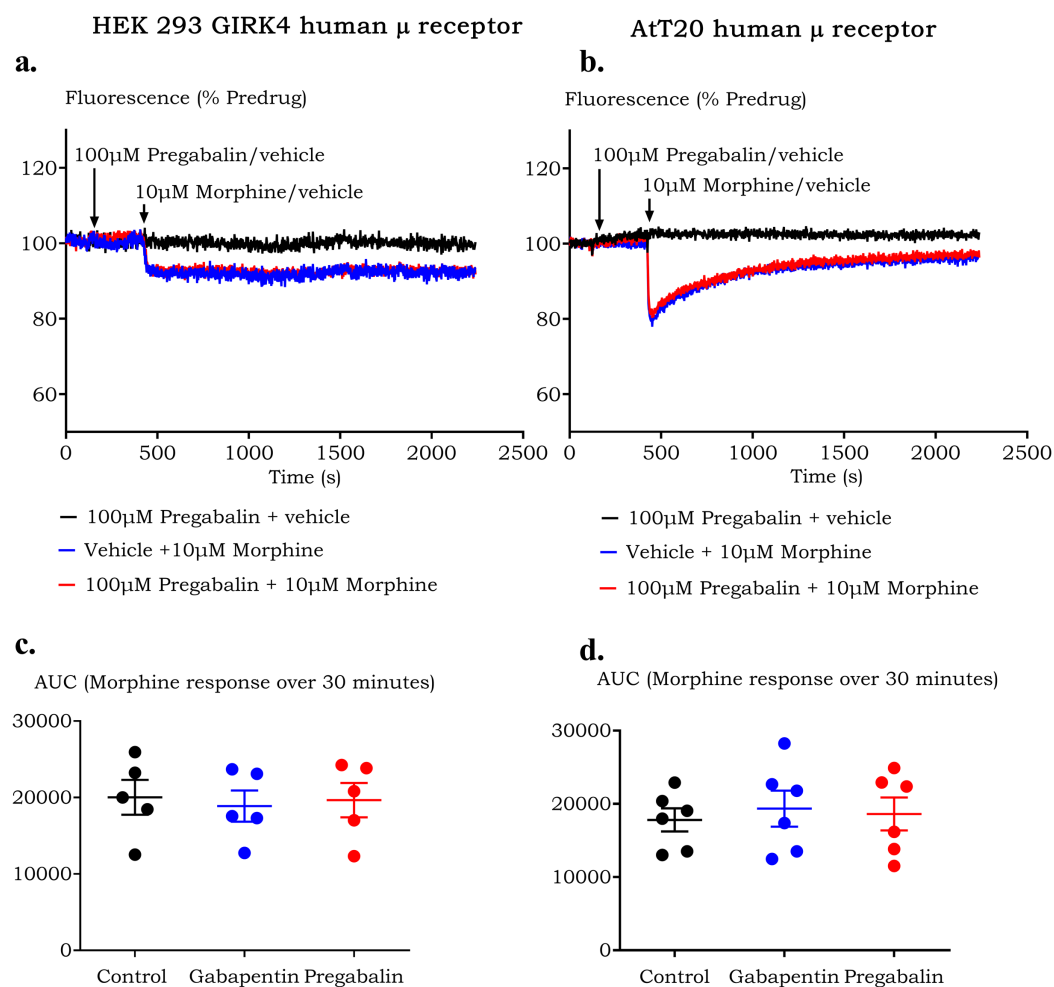 HEK 293 GIRK4 human μ receptor
AtT20 human μ receptor
a.
Fluorescence (% Predrug)
120
100
80
60
100μM Pregabalin/vehicle
10μM Morphine/vehicle
0
500
1000
1500
2000
2500
Time (s)
100μM Pregabalin + vehicle
Vehicle +10μM Morphine
100μM Pregabalin + 10μM Morphine
b.
Fluorescence (% Predrug)
120
100
80
60
100μM Pregabalin/vehicle
10μM Morphine/vehicle
0
500
1000
1500
2000
2500
Time (s)
100μM Pregabalin + vehicle
Vehicle + 10μM Morphine
100μM Pregabalin + 10μM Morphine
c.
AUC (Morphine response over 30 minutes)
30000
20000
10000
0
Control
Gabapentin
Pregabalin
d.
AUC (Morphine response over 30 minutes)
30000
20000
10000
0
Control
Gabapentin
Pregabalin